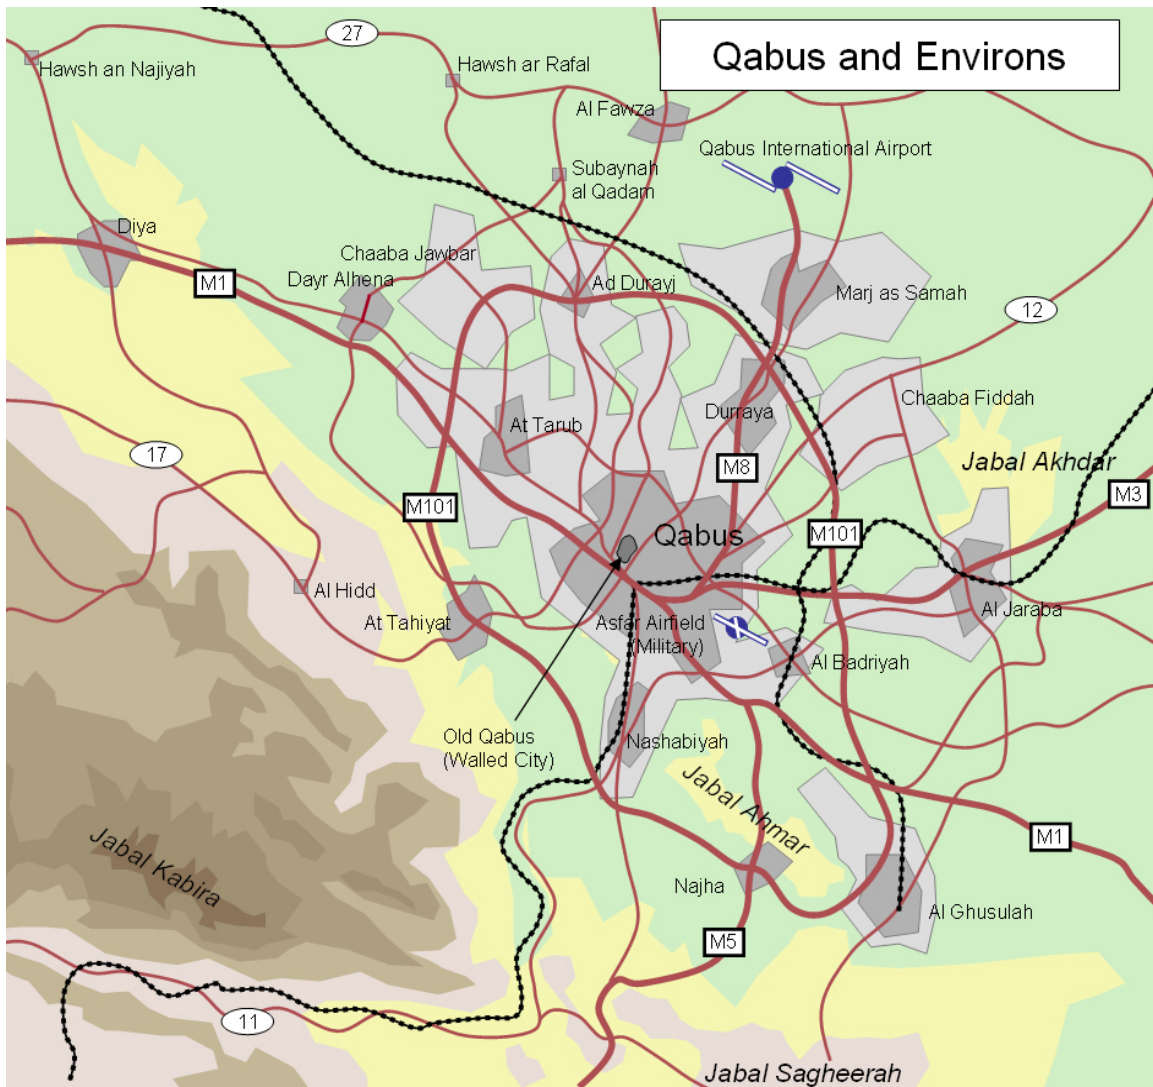 27
Qabus and Environs
Hawsh an Najiyah
Hawsh ar Rafal
Al Fawza
Qabus International Airport
Subaynah
al Qadam
Diya
Chaaba Jawbar
Dayr Alhena
M1
Ad Durayj
Marj as Samah
12
Chaaba Fiddah
Durraya
At Tarub
17
Jabal Akhdar
M8
M3
M101
M101
Qabus
Al Hidd
At Tahiyat
Asfar Airfield
(Military)
Al Jaraba
Al Badriyah
Old Qabus
(Walled City)
Nashabiyah
Jabal Ahmar
M1
Jabal Kabira
Najha
Al Ghusulah
M5
11
Jabal Sagheerah